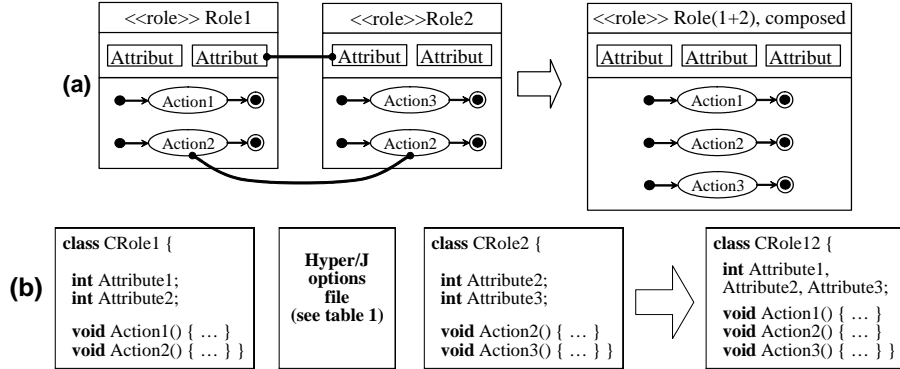 <<role>> Role1
<<role>>Role2
<<role>> Role(1+2), composed
Attribut Attribut
Attribut Attribut
Attribut Attribut Attribut
(a)
Action1
Action3
Action1
Action2
Action2
Action2
Action3
(b)
class CRole1 {
int Attribute1;
int Attribute2;
void Action1() { … }
void Action2() { … } }
Hyper/J
options
file
(see table 1)
class CRole2 {
int Attribute2;
int Attribute3;
void Action2() { … }
void Action3() { … } }
class CRole12 {
int Attribute1,
Attribute2, Attribute3;
void Action1() { … }
void Action2() { … }
void Action3() { … } }